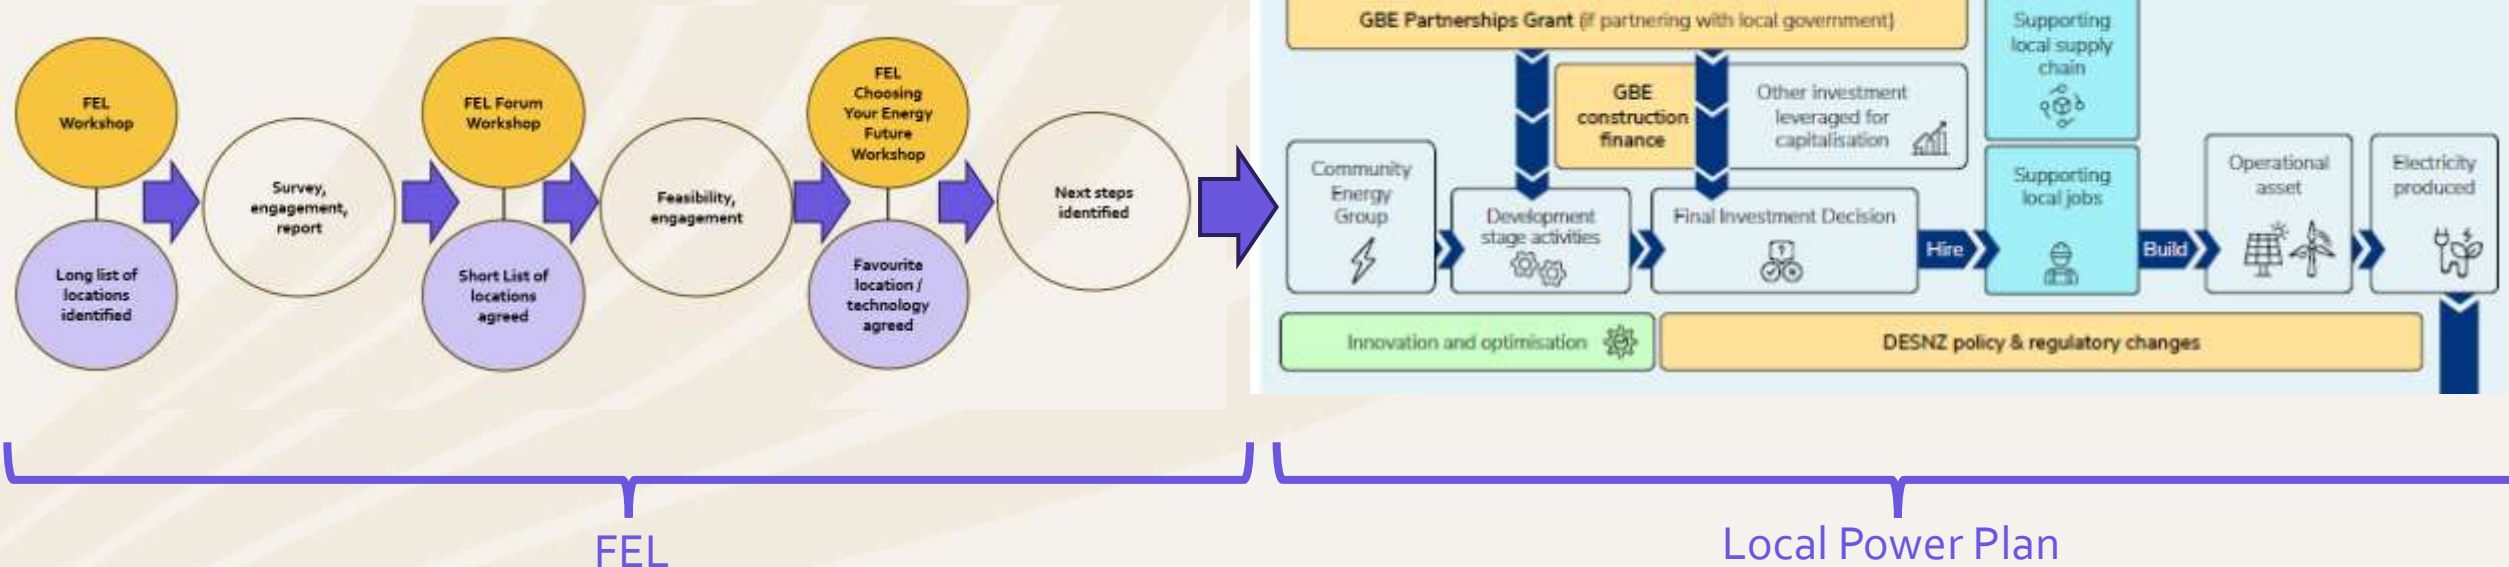 FEL
Workshop
Long list of
locations
identified
Survey,
engagement,
report
FEL Forum
Workshop
Short List of
locations
agreed
Feasibility,
engagement
FEL
Choosing
Your Energy
Future
Workshop
Favourite
location /
technology
agreed
Next steps
identified
GBE Partnerships Grant (if partnering with local government)
GBE
construction
finance
Other investment
leveraged for
capitalisation
Supporting
local supply
chain
Community
Energy
Group
Development
stage activities
Final Investment Decision
Hire
Supporting
local jobs
Build
Operational
asset
Electricity
produced
Innovation and optimisation
DESNZ policy & regulatory changes
FEL
Local Power Plan